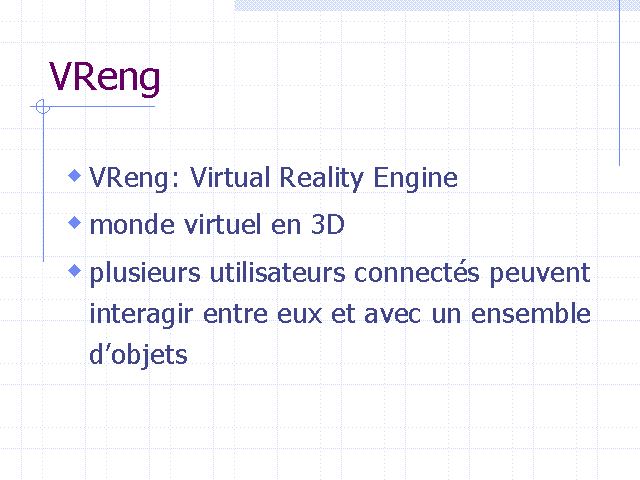 VReng
VReng: Virtual Reality Engine
monde virtuel en 3D
plusieurs utilisateurs connectés peuvent
interagir entre eux et avec un ensemble
d’objets